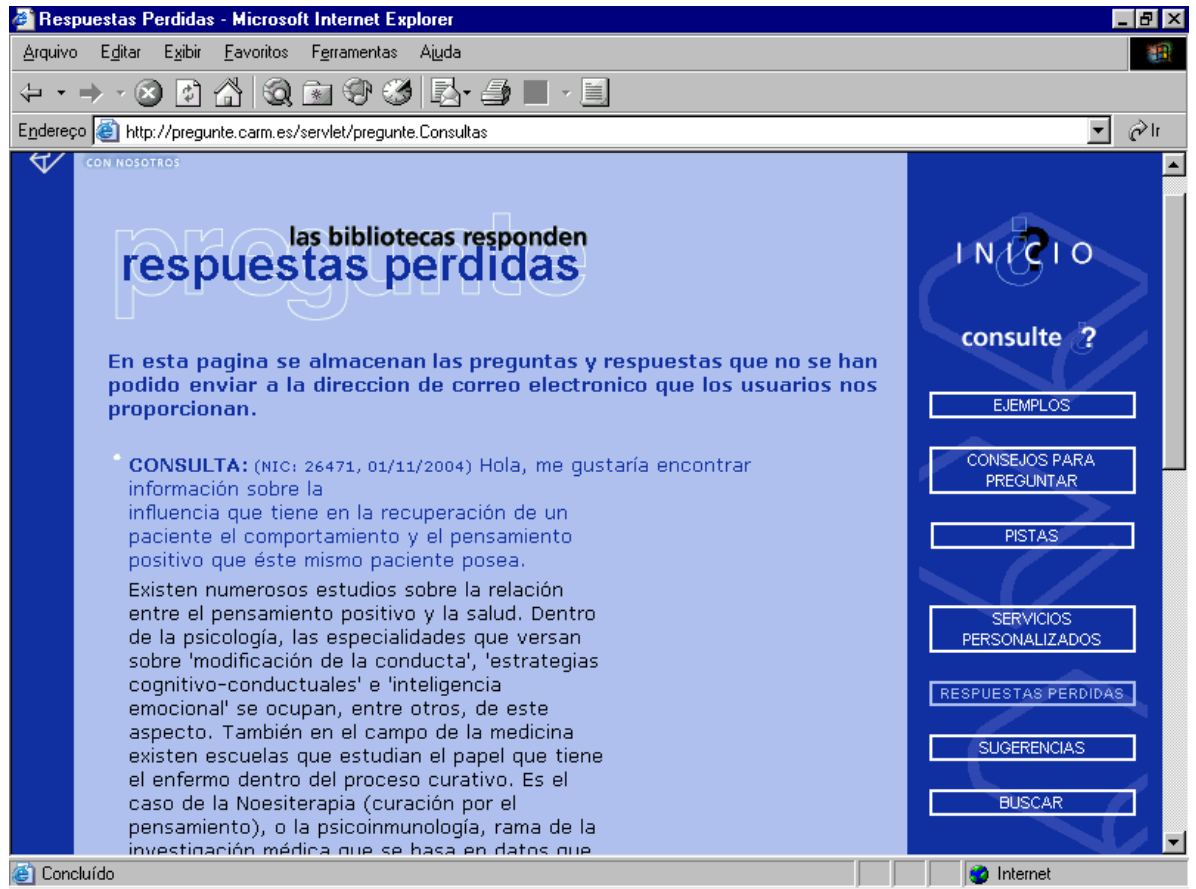 Respuestas Perdidas - Microsoft Internet Explorer
Arquivo Editar Exibir Favoritos Ferramentas Ajuda
Endereço http://pregunte.carm.es/servlet/pregunte.Consultas Ir
CON NOSOTROS
pregunte
las bibliotecas responden
respuestas perdidas
En esta pagina se almacenan las preguntas y respuestas que no se han
podido enviar a la direccion de correo electronico que los usuarios nos
proporcionan.
CONSULTA: (NIC: 26471, 01/11/2004) Hola, me gustaría encontrar
información sobre la
influencia que tiene en la recuperación de un
paciente el comportamiento y el pensamiento
positivo que éste mismo paciente posea.
Existen numerosos estudios sobre la relación
entre el pensamiento positivo y la salud. Dentro
de la psicología, las especialidades que versan
sobre 'modificación de la conducta', 'estrategias
cognitivo-conductuales' e 'inteligencia
emocional' se ocupan, entre otros, de este
aspecto. También en el campo de la medicina
existen escuelas que estudian el papel que tiene
el enfermo dentro del proceso curativo. Es el
caso de la Noesiterapia (curación por el
pensamiento), o la psicoinmunología, rama de la
investigación médica que se basa en datos que
INICIO
consulte ?
EJEMPLOS
CONSEJOS PARA
PREGUNTAR
PISTAS
SERVICIOS
PERSONALIZADOS
RESPUESTAS PERDIDAS
SUGERENCIAS
BUSCAR
Concluído
Internet